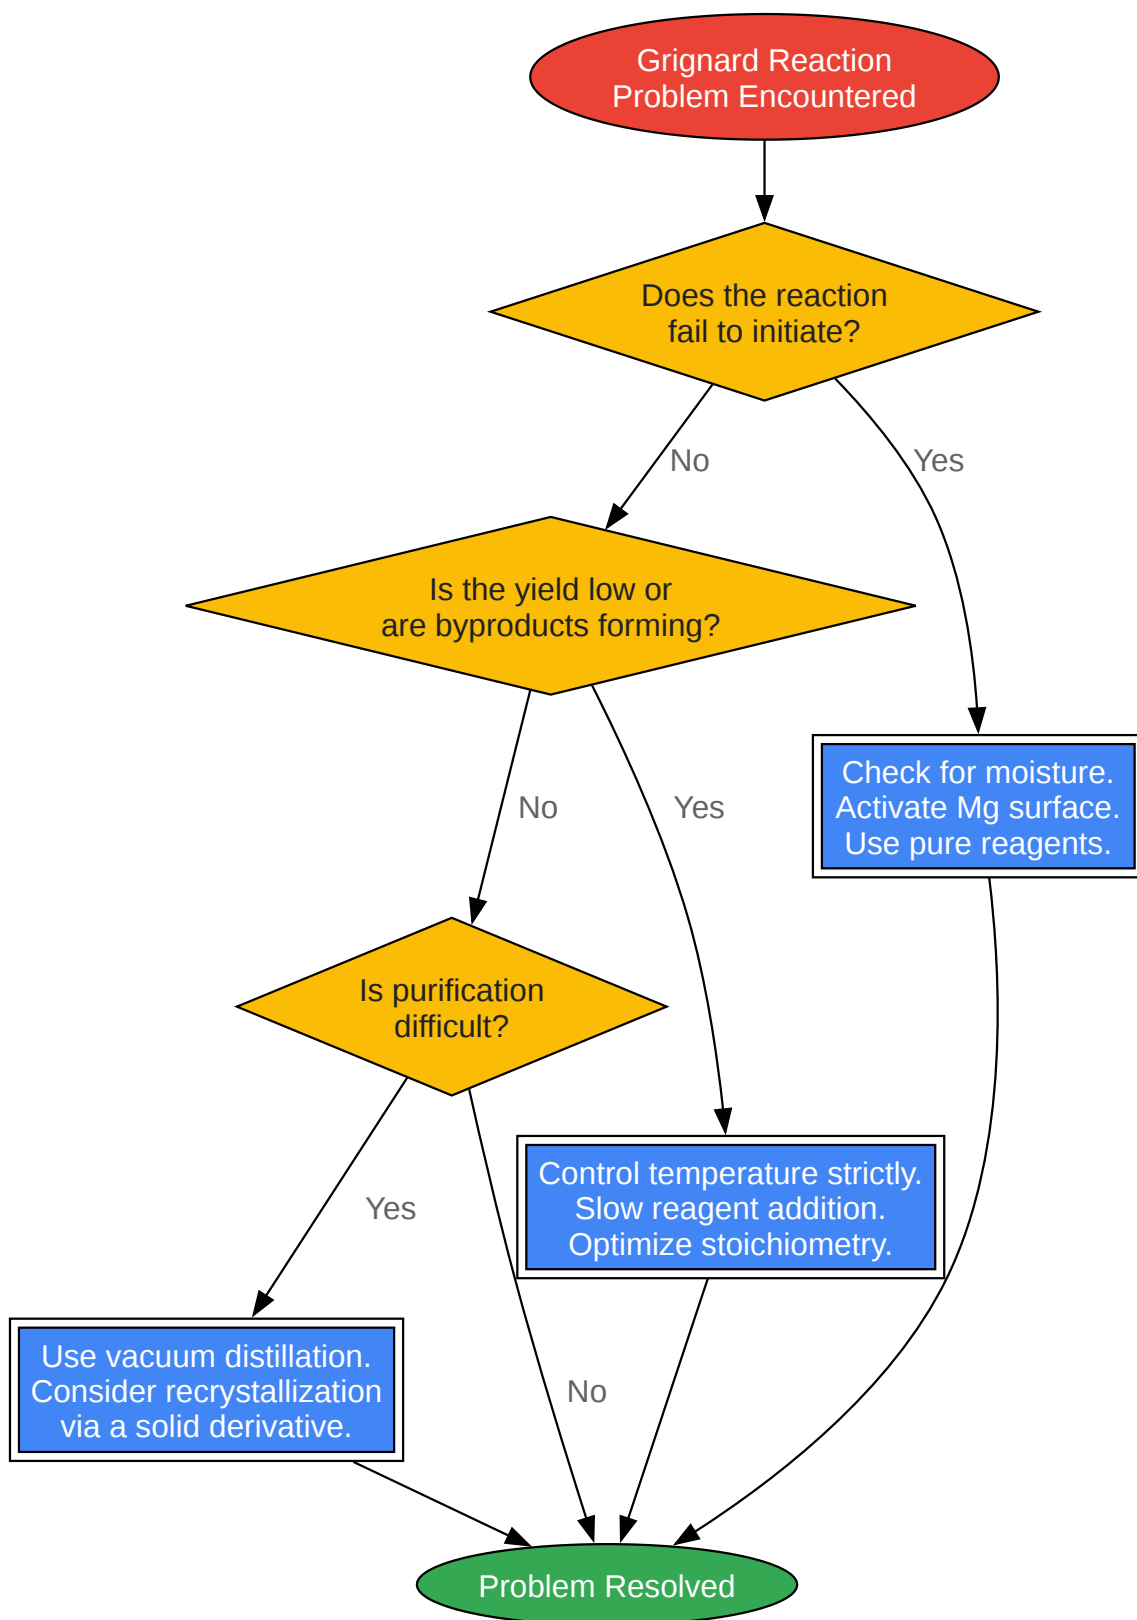 Grignard Reaction
Problem Encountered
Does the reaction
fail to initiate?
No
Yes
Is the yield low or
are byproducts forming?
Check for moisture.
Activate Mg surface.
Use pure reagents.
No
Yes
Is purification
difficult?
Control temperature strictly.
Slow reagent addition.
Optimize stoichiometry.
Yes
Use vacuum distillation.
Consider recrystallization
via a solid derivative.
No
Problem Resolved